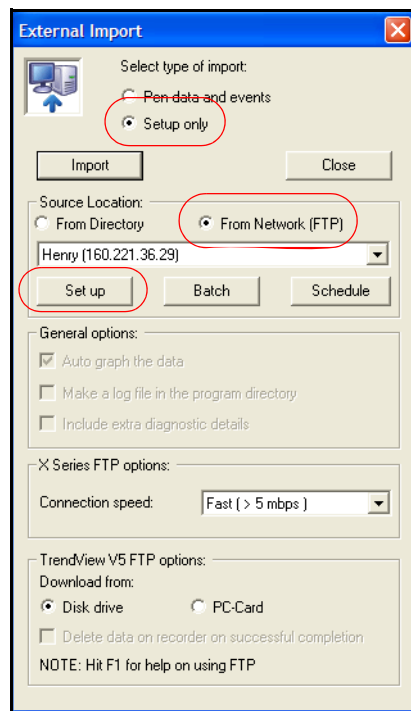 External Import
Select type of import:
Pen data and events
Setup only
Import Close
Source Location:
From Directory From Network (FTP)
Henry (160.221.36.29)
Set up Batch Schedule
General options:
Auto graph the data
Make a log file in the program directory
Include extra diagnostic details
X Series FTP options:
Connection speed: Fast ( > 5 mbps )
TrendView V5 FTP options:
Download from:
Disk drive PC-Card
Delete data on recorder on successful completion
NOTE: Hit F1 for help on using FTP